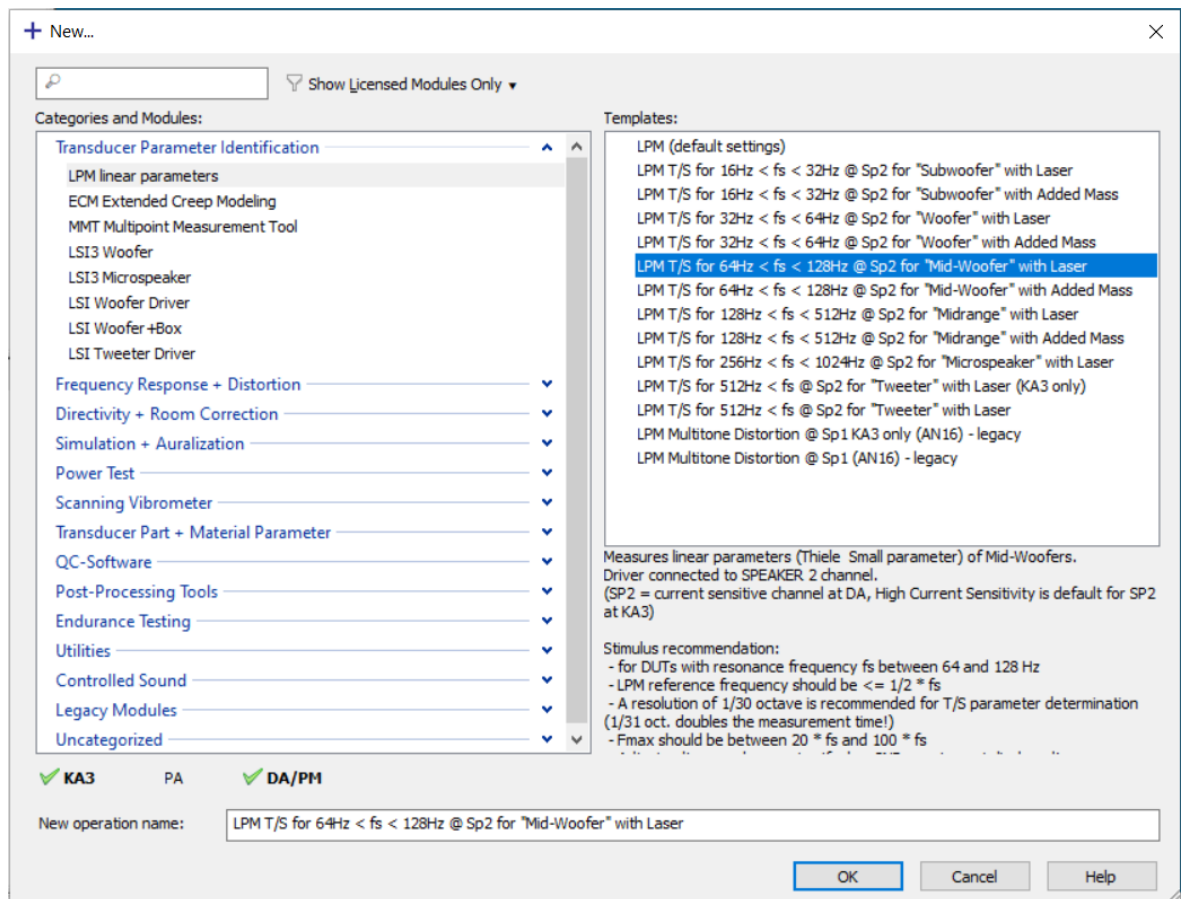 New...
Show Licensed Modules Only
Categories and Modules:
Transducer Parameter Identification
LPM linear parameters
ECM Extended Creep Modeling
MMT Multipoint Measurement Tool
LSI3 Woofer
LSI3 Microspeaker
LSI Woofer Driver
LSI Woofer+Box
LSI Tweeter Driver
Frequency Response + Distortion
Directivity + Room Correction
Simulation + Auralization
Power Test
Scanning Vibrometer
Transducer Part + Material Parameter
QC-Software
Post-Processing Tools
Endurance Testing
Utilities
Controlled Sound
Legacy Modules
Uncategorized
Templates:
LPM (default settings)
LPM T/S for 16Hz < fs < 32Hz @ Sp2 for "Subwoofer" with Laser
LPM T/S for 16Hz < fs < 32Hz @ Sp2 for "Subwoofer" with Added Mass
LPM T/S for 32Hz < fs < 64Hz @ Sp2 for "Woofer" with Laser
LPM T/S for 32Hz < fs < 64Hz @ Sp2 for "Woofer" with Added Mass
LPM T/S for 64Hz < fs < 128Hz @ Sp2 for "Mid-Woofer" with Laser
LPM T/S for 64Hz < fs < 128Hz @ Sp2 for "Mid-Woofer" with Added Mass
LPM T/S for 128Hz < fs < 512Hz @ Sp2 for "Midrange" with Laser
LPM T/S for 128Hz < fs < 512Hz @ Sp2 for "Midrange" with Added Mass
LPM T/S for 256Hz < fs < 1024Hz @ Sp2 for "Microspeaker" with Laser
LPM T/S for 512Hz < fs @ Sp2 for "Tweeter" with Laser (KA3 only)
LPM T/S for 512Hz < fs @ Sp2 for "Tweeter" with Laser
LPM Multitone Distortion @ Sp1 KA3 only (AN16) - legacy
LPM Multitone Distortion @ Sp1 (AN16) - legacy
Measures linear parameters (Thiele Small parameter) of Mid-Woofers.
Driver connected to SPEAKER 2 channel.
(SP2 = current sensitive channel at DA, High Current Sensitivity is default for SP2
at KA3)
Stimulus recommendation:
- for DUTs with resonance frequency fs between 64 and 128 Hz
- LPM reference frequency should be <= 1/2 * fs
- A resolution of 1/30 octave is recommended for T/S parameter determination
(1/31 oct. doubles the measurement time!)
- Fmax should be between 20 * fs and 100 * fs
KA3 PA DA/PM
New operation name: LPM T/S for 64Hz < fs < 128Hz @ Sp2 for "Mid-Woofer" with Laser
OK Cancel Help